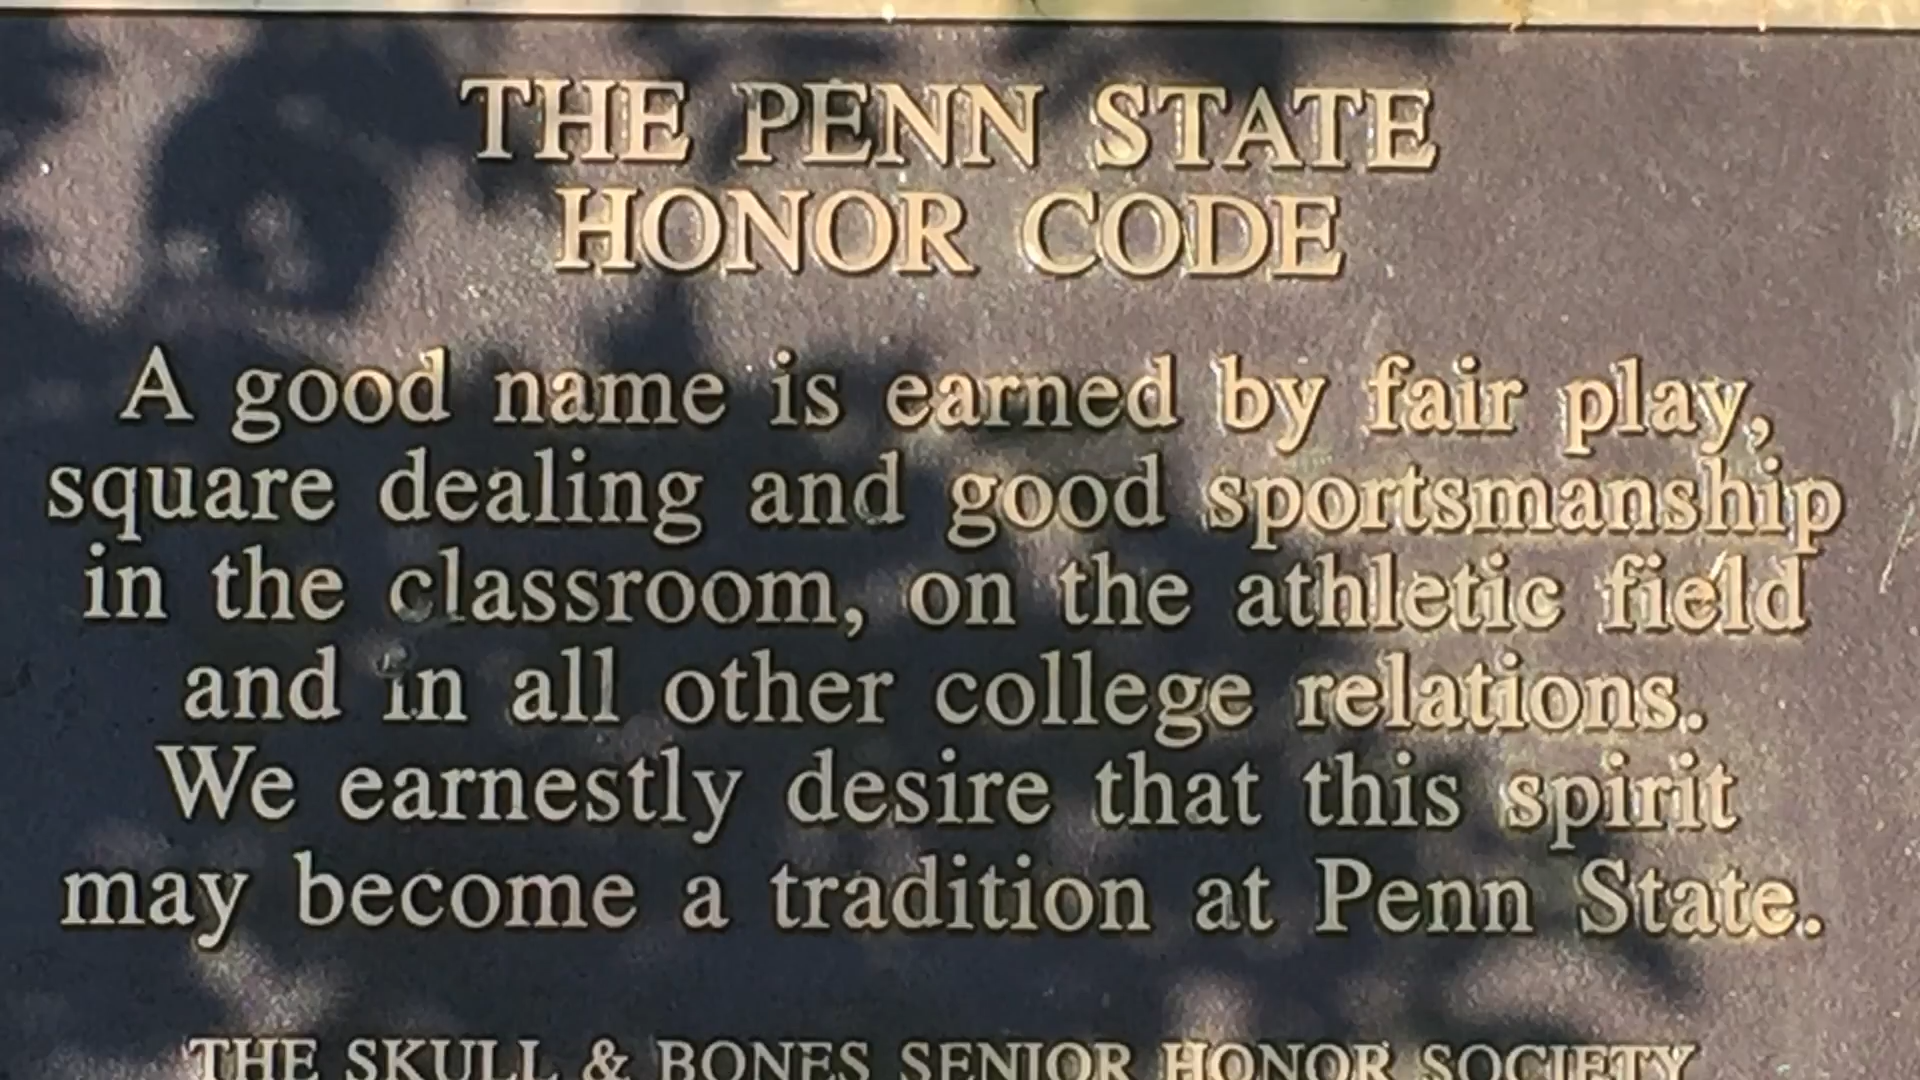 THE PENN STATE
HONOR CODE
A good name is earned by fair play,
square dealing and good sportsmanship
in the classroom, on the athletic field
and in all other college relations.
We earnestly desire that this spirit
may become a tradition at Penn State.
THE SKULL & BONES SENIOR HONOR SOCIETY